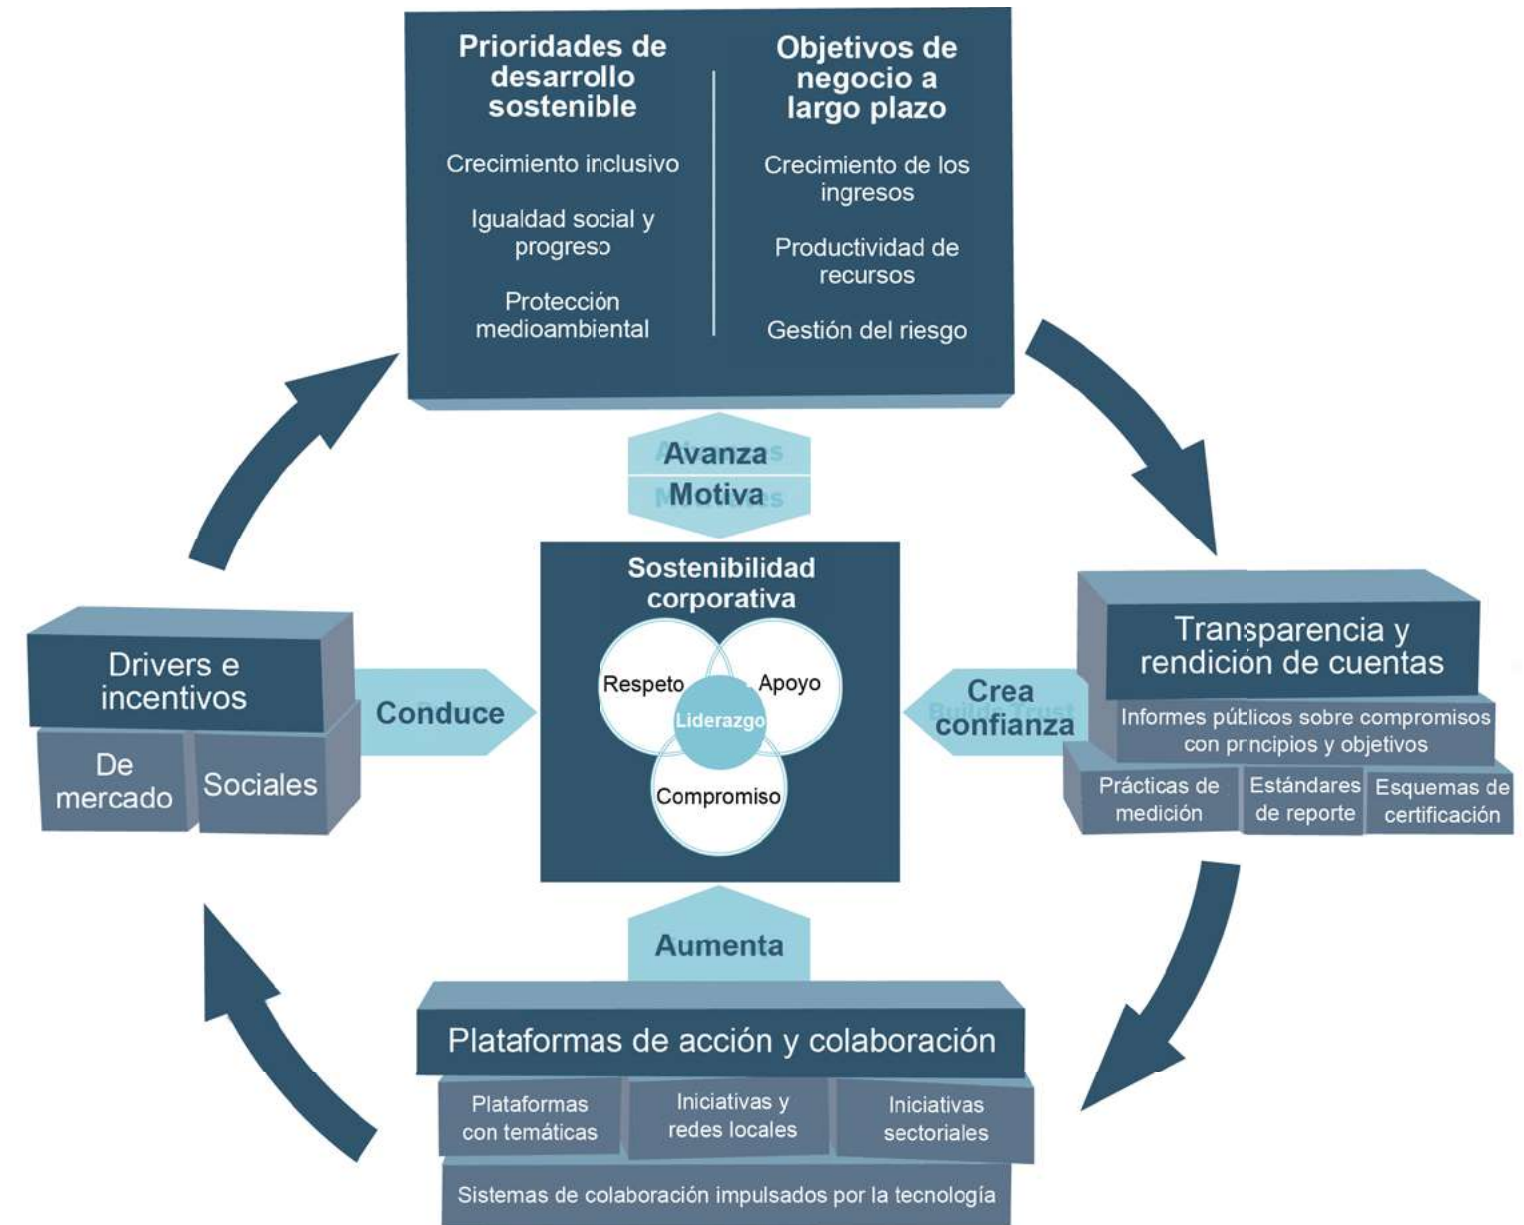 Prioridades de
desarrollo
sostenible
Crecimiento inclusivo
Igualdad social y
progreso
Protección
medioambiental
Objetivos de
negocio a
largo plazo
Crecimiento de los
ingresos
Productividad de
recursos
Gestión del riesgo
Avanza
Motiva
Sostenibilidad
corporativa
Respeto
Apoyo
Liderazgo
Compromiso
Drivers e
incentivos
De
mercado
Sociales
Conduce
Crea
confianza
Transparencia y
rendición de cuentas
Informes públicos sobre compromisos
con principios y objetivos
Prácticas de
medición
Estándares
de reporte
Esquemas de
certificación
Aumenta
Plataformas de acción y colaboración
Plataformas
con temáticas
Iniciativas y
redes locales
Iniciativas
sectoriales
Sistemas de colaboración impulsados por la tecnología